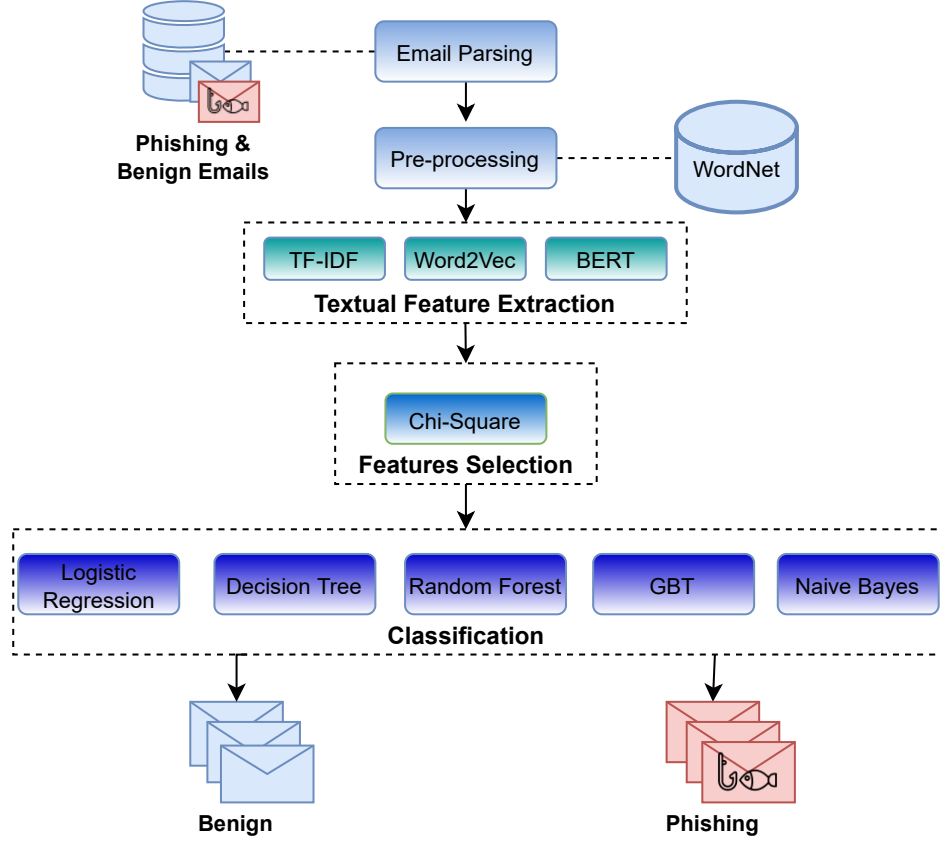 Email Parsing
Phishing &
Benign Emails
Pre-processing
WordNet
TF-IDF
Word2Vec
BERT
Textual Feature Extraction
Chi-Square
Features Selection
Logistic
Regression
Decision Tree
Random Forest
GBT
Naive Bayes
Classification
Benign
Phishing